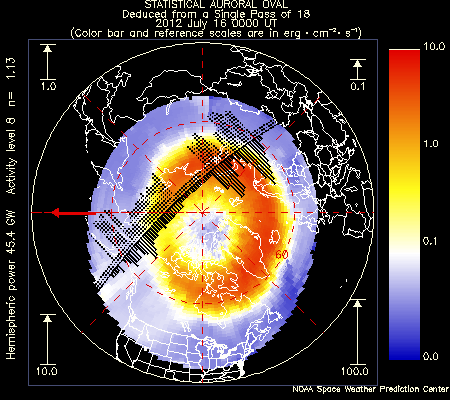 STATISTICAL AURORAL OVAL
Deduced from a Single Pass of 18
2012 July 16 0000 UT
(Color bar and reference scales are in erg·cm⁻²·s⁻¹)
Hemispheric power 45.4 GW Activity level 8 n= 1.13
1.0
0.1
10.0
100.0
60
10.0
1.0
0.1
0.0
NOAA Space Weather Prediction Center